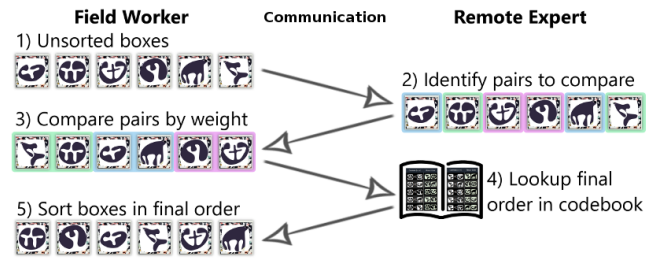 Field Worker
Communication
Remote Expert
1) Unsorted boxes
2) Identify pairs to compare
3) Compare pairs by weight
4) Lookup final
order in codebook
5) Sort boxes in final order